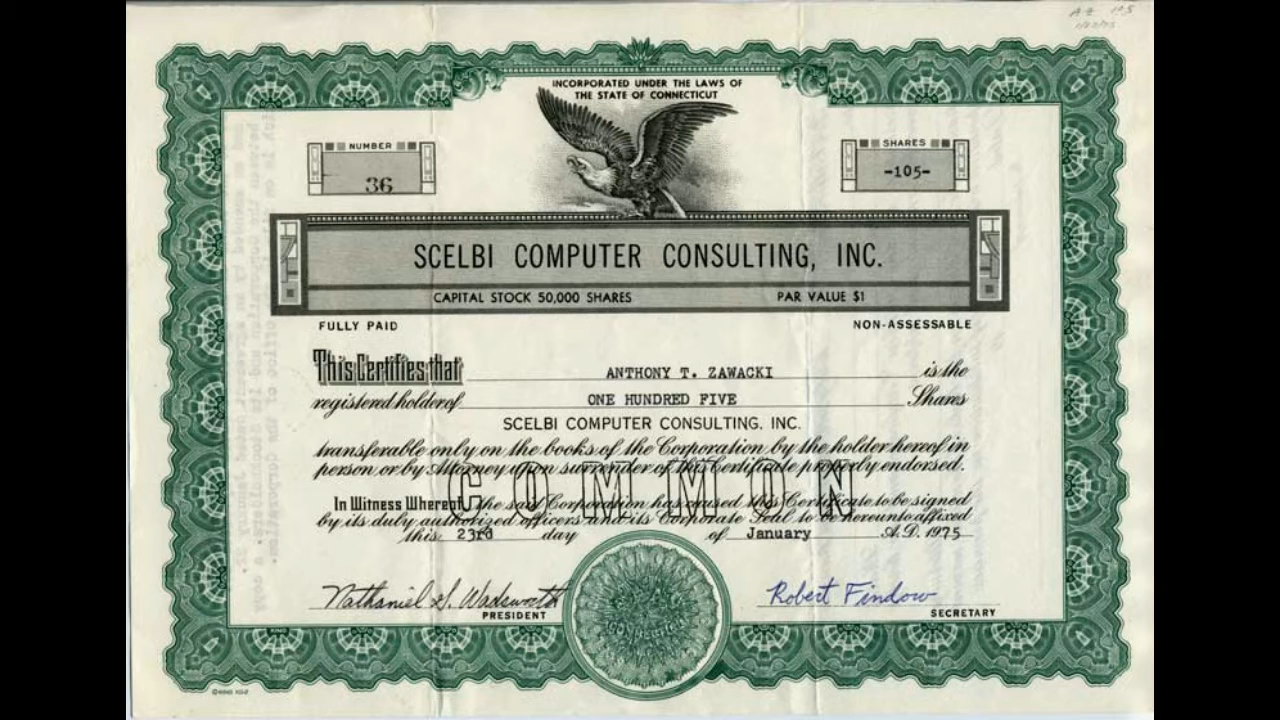 AZ 105
1/23/75
INCORPORATED UNDER THE LAWS OF
THE STATE OF CONNECTICUT
NUMBER
36
SHARES
-105-
SCELBI COMPUTER CONSULTING, INC.
CAPITAL STOCK 50,000 SHARES PAR VALUE $1
FULLY PAID NON-ASSESSABLE
This Certifies that ANTHONY T. ZAWACKI is the
registered holder of ONE HUNDRED FIVE Shares
SCELBI COMPUTER CONSULTING. INC.
transferable only on the books of the Corporation by the holder hereof in
person or by Attorney upon surrender of this Certificate properly endorsed.
COMMON
In Witness Whereof, the said Corporation has caused this Certificate to be signed
by its duly authorized officers and its Corporate Seal to be hereunto affixed
this 23rd day of January A.D. 1975
Nathaniel S. Wadsworth
PRESIDENT
Robert Findow
SECRETARY